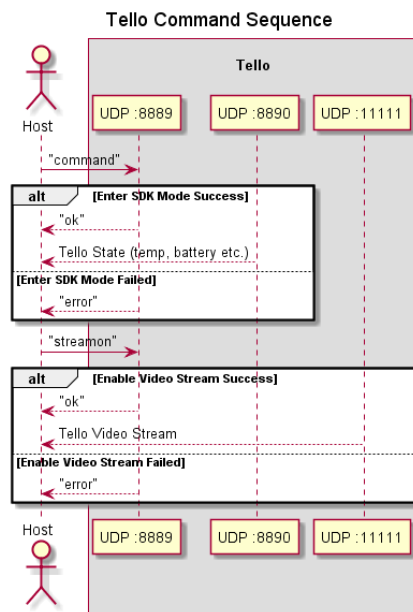 Tello Command Sequence
Tello
Host
UDP :8889
UDP :8890
UDP :11111
"command"
alt
[Enter SDK Mode Success]
"ok"
Tello State (temp, battery etc.)
[Enter SDK Mode Failed]
"error"
"streamon"
alt
[Enable Video Stream Success]
"ok"
Tello Video Stream
[Enable Video Stream Failed]
"error"
Host
UDP :8889
UDP :8890
UDP :11111